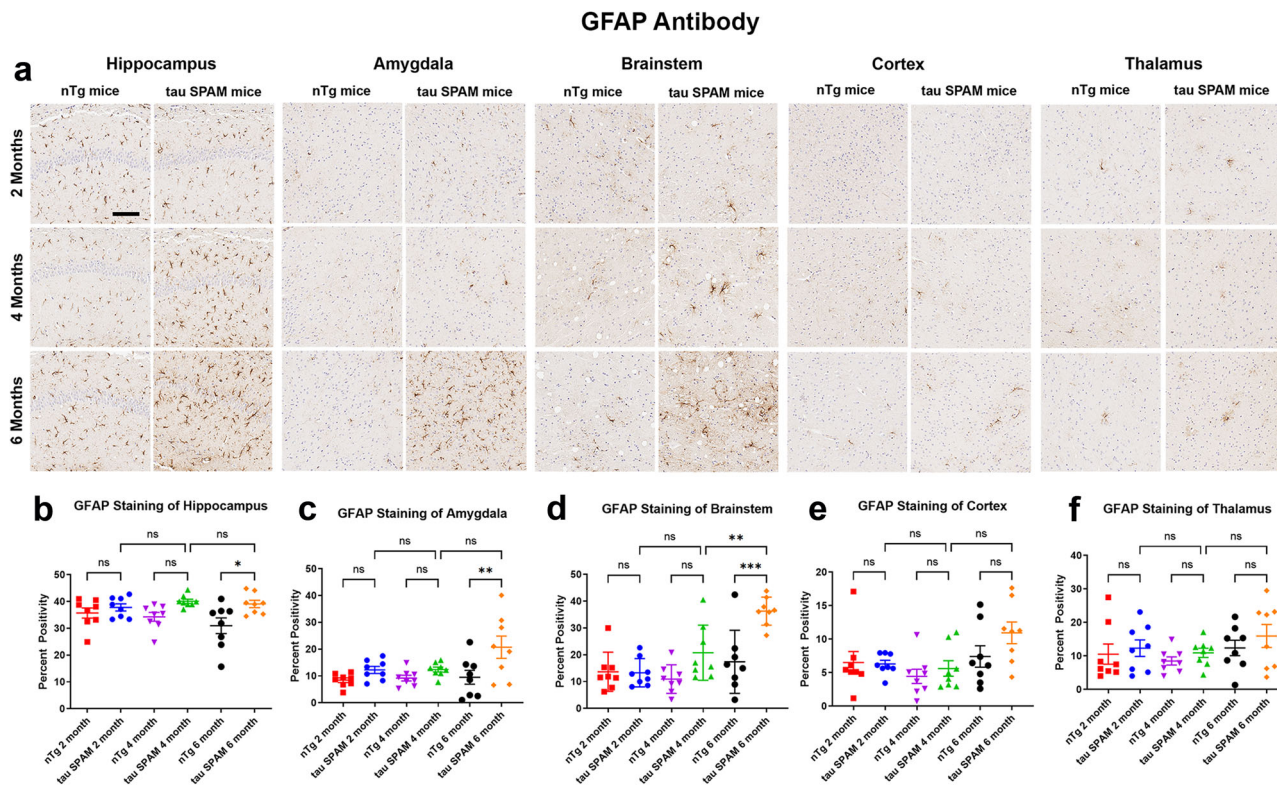 GFAP Antibody
a
Hippocampus
Amygdala
Brainstem
Cortex
Thalamus
nTg mice
tau SPAM mice
nTg mice
tau SPAM mice
nTg mice
tau SPAM mice
nTg mice
tau SPAM mice
nTg mice
tau SPAM mice
2 Months
4 Months
6 Months
b
GFAP Staining of Hippocampus
ns
ns
ns
ns
*
Percent Positivity
50
40
30
20
10
0
nTg 2 month
tau SPAM 2 month
nTg 4 month
tau SPAM 4 month
nTg 6 month
tau SPAM 6 month
c
GFAP Staining of Amygdala
ns
ns
ns
ns
**
Percent Positivity
50
40
30
20
10
0
nTg 2 month
tau SPAM 2 month
nTg 4 month
tau SPAM 4 month
nTg 6 month
tau SPAM 6 month
d
GFAP Staining of Brainstem
ns
**
ns
ns
***
Percent Positivity
50
40
30
20
10
0
nTg 2 month
tau SPAM 2 month
nTg 4 month
tau SPAM 4 month
nTg 6 month
tau SPAM 6 month
e
GFAP Staining of Cortex
ns
ns
ns
ns
ns
Percent Positivity
20
15
10
5
0
nTg 2 month
tau SPAM 2 month
nTg 4 month
tau SPAM 4 month
nTg 6 month
tau SPAM 6 month
f
GFAP Staining of Thalamus
ns
ns
ns
ns
ns
Percent Positivity
40
30
20
10
0
nTg 2 month
tau SPAM 2 month
nTg 4 month
tau SPAM 4 month
nTg 6 month
tau SPAM 6 month